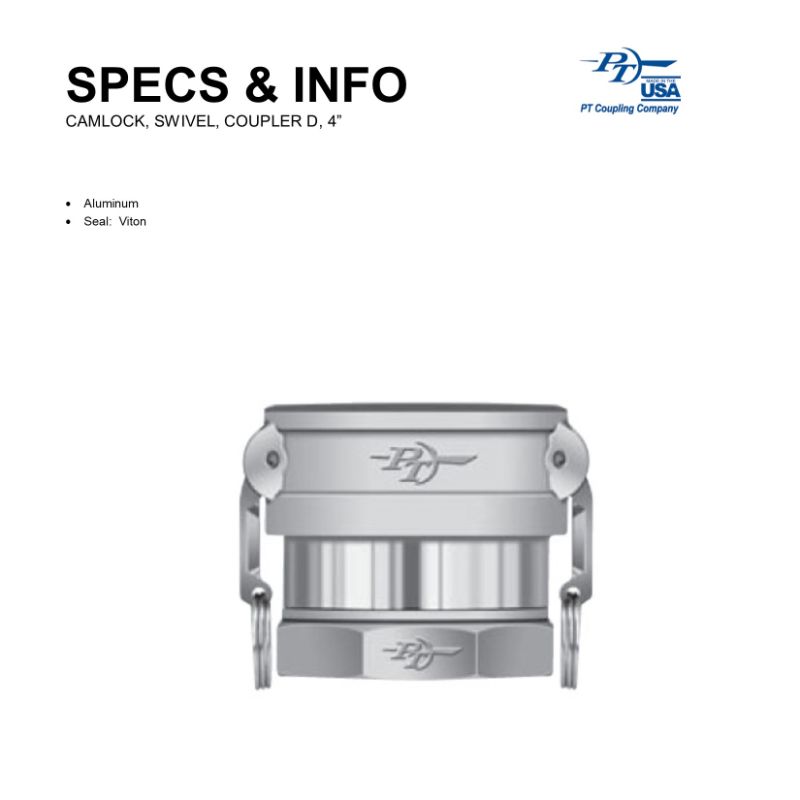 SPECS & INFO
CAMLOCK, SWIVEL, COUPLER D, 4”
PT
MADE IN THE
USA
PT Coupling Company
• Aluminum
• Seal: Viton
PT
PT